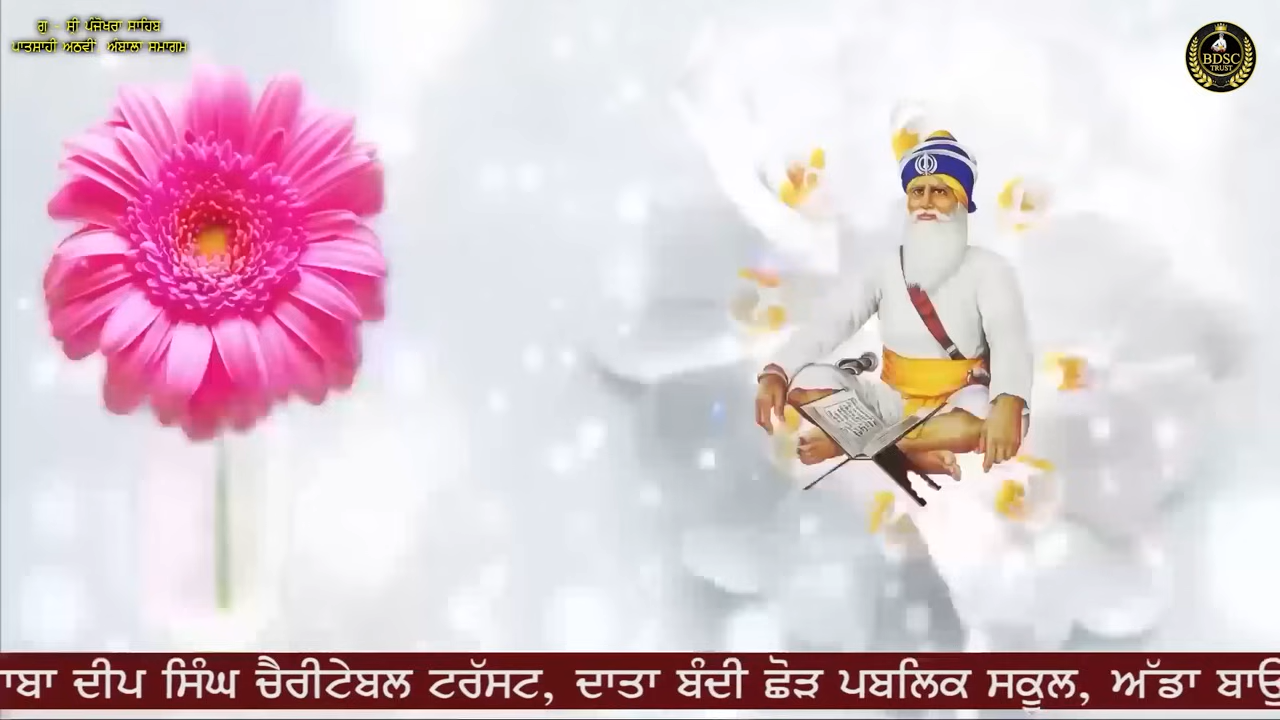 ਗੁ - ਸ਼੍ਰੀ ਪੰਜੋਖਰਾ ਸਾਹਿਬ
ਪਾਤਸਾਹੀ ਅਠਵੀਂ ਅੰਬਾਲਾ ਸਮਾਗਮ
BDSC
TRUST
ਾਬਾ ਦੀਪ ਸਿੰਘ ਚੈਰੀਟੇਬਲ ਟਰੱਸਟ, ਦਾਤਾ ਬੰਦੀ ਛੋੜ ਪਬਲਿਕ ਸਕੂਲ, ਅੱਡਾ ਬਾਉ